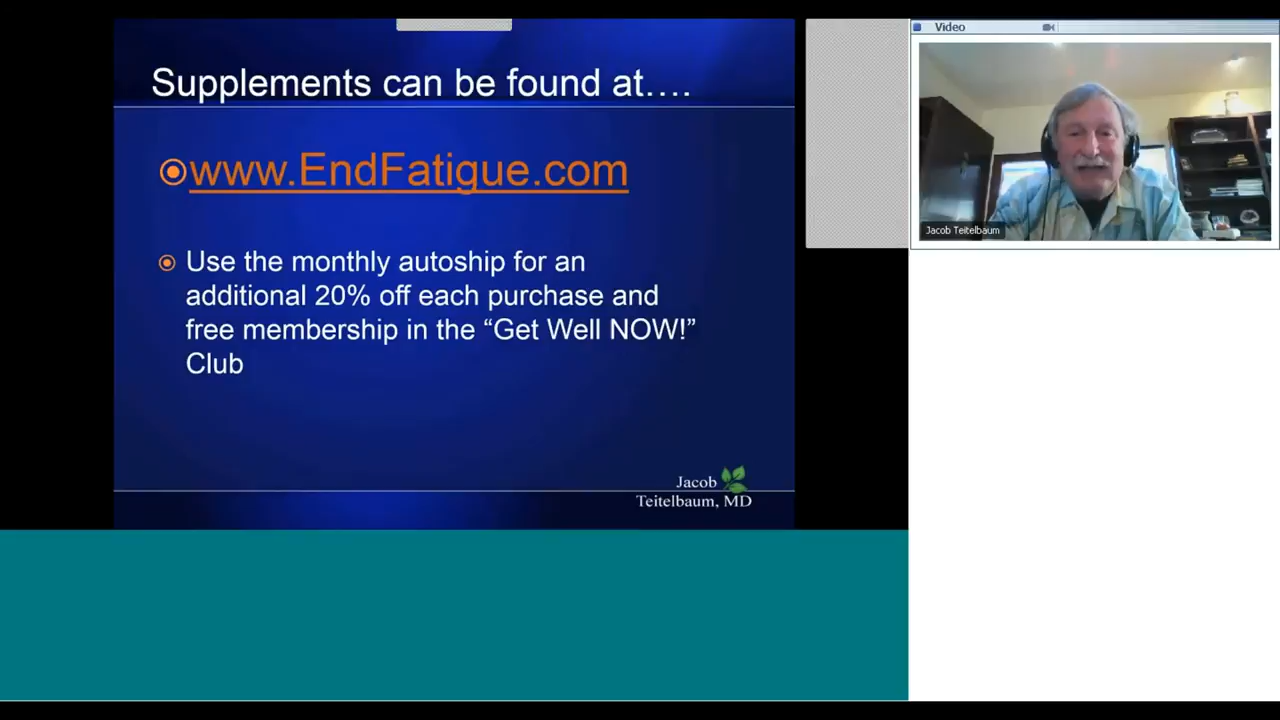 Supplements can be found at….
www.EndFatigue.com
Use the monthly autoship for an
additional 20% off each purchase and
free membership in the “Get Well NOW!”
Club
Jacob
Teitelbaum, MD
Video
Jacob Teitelbaum